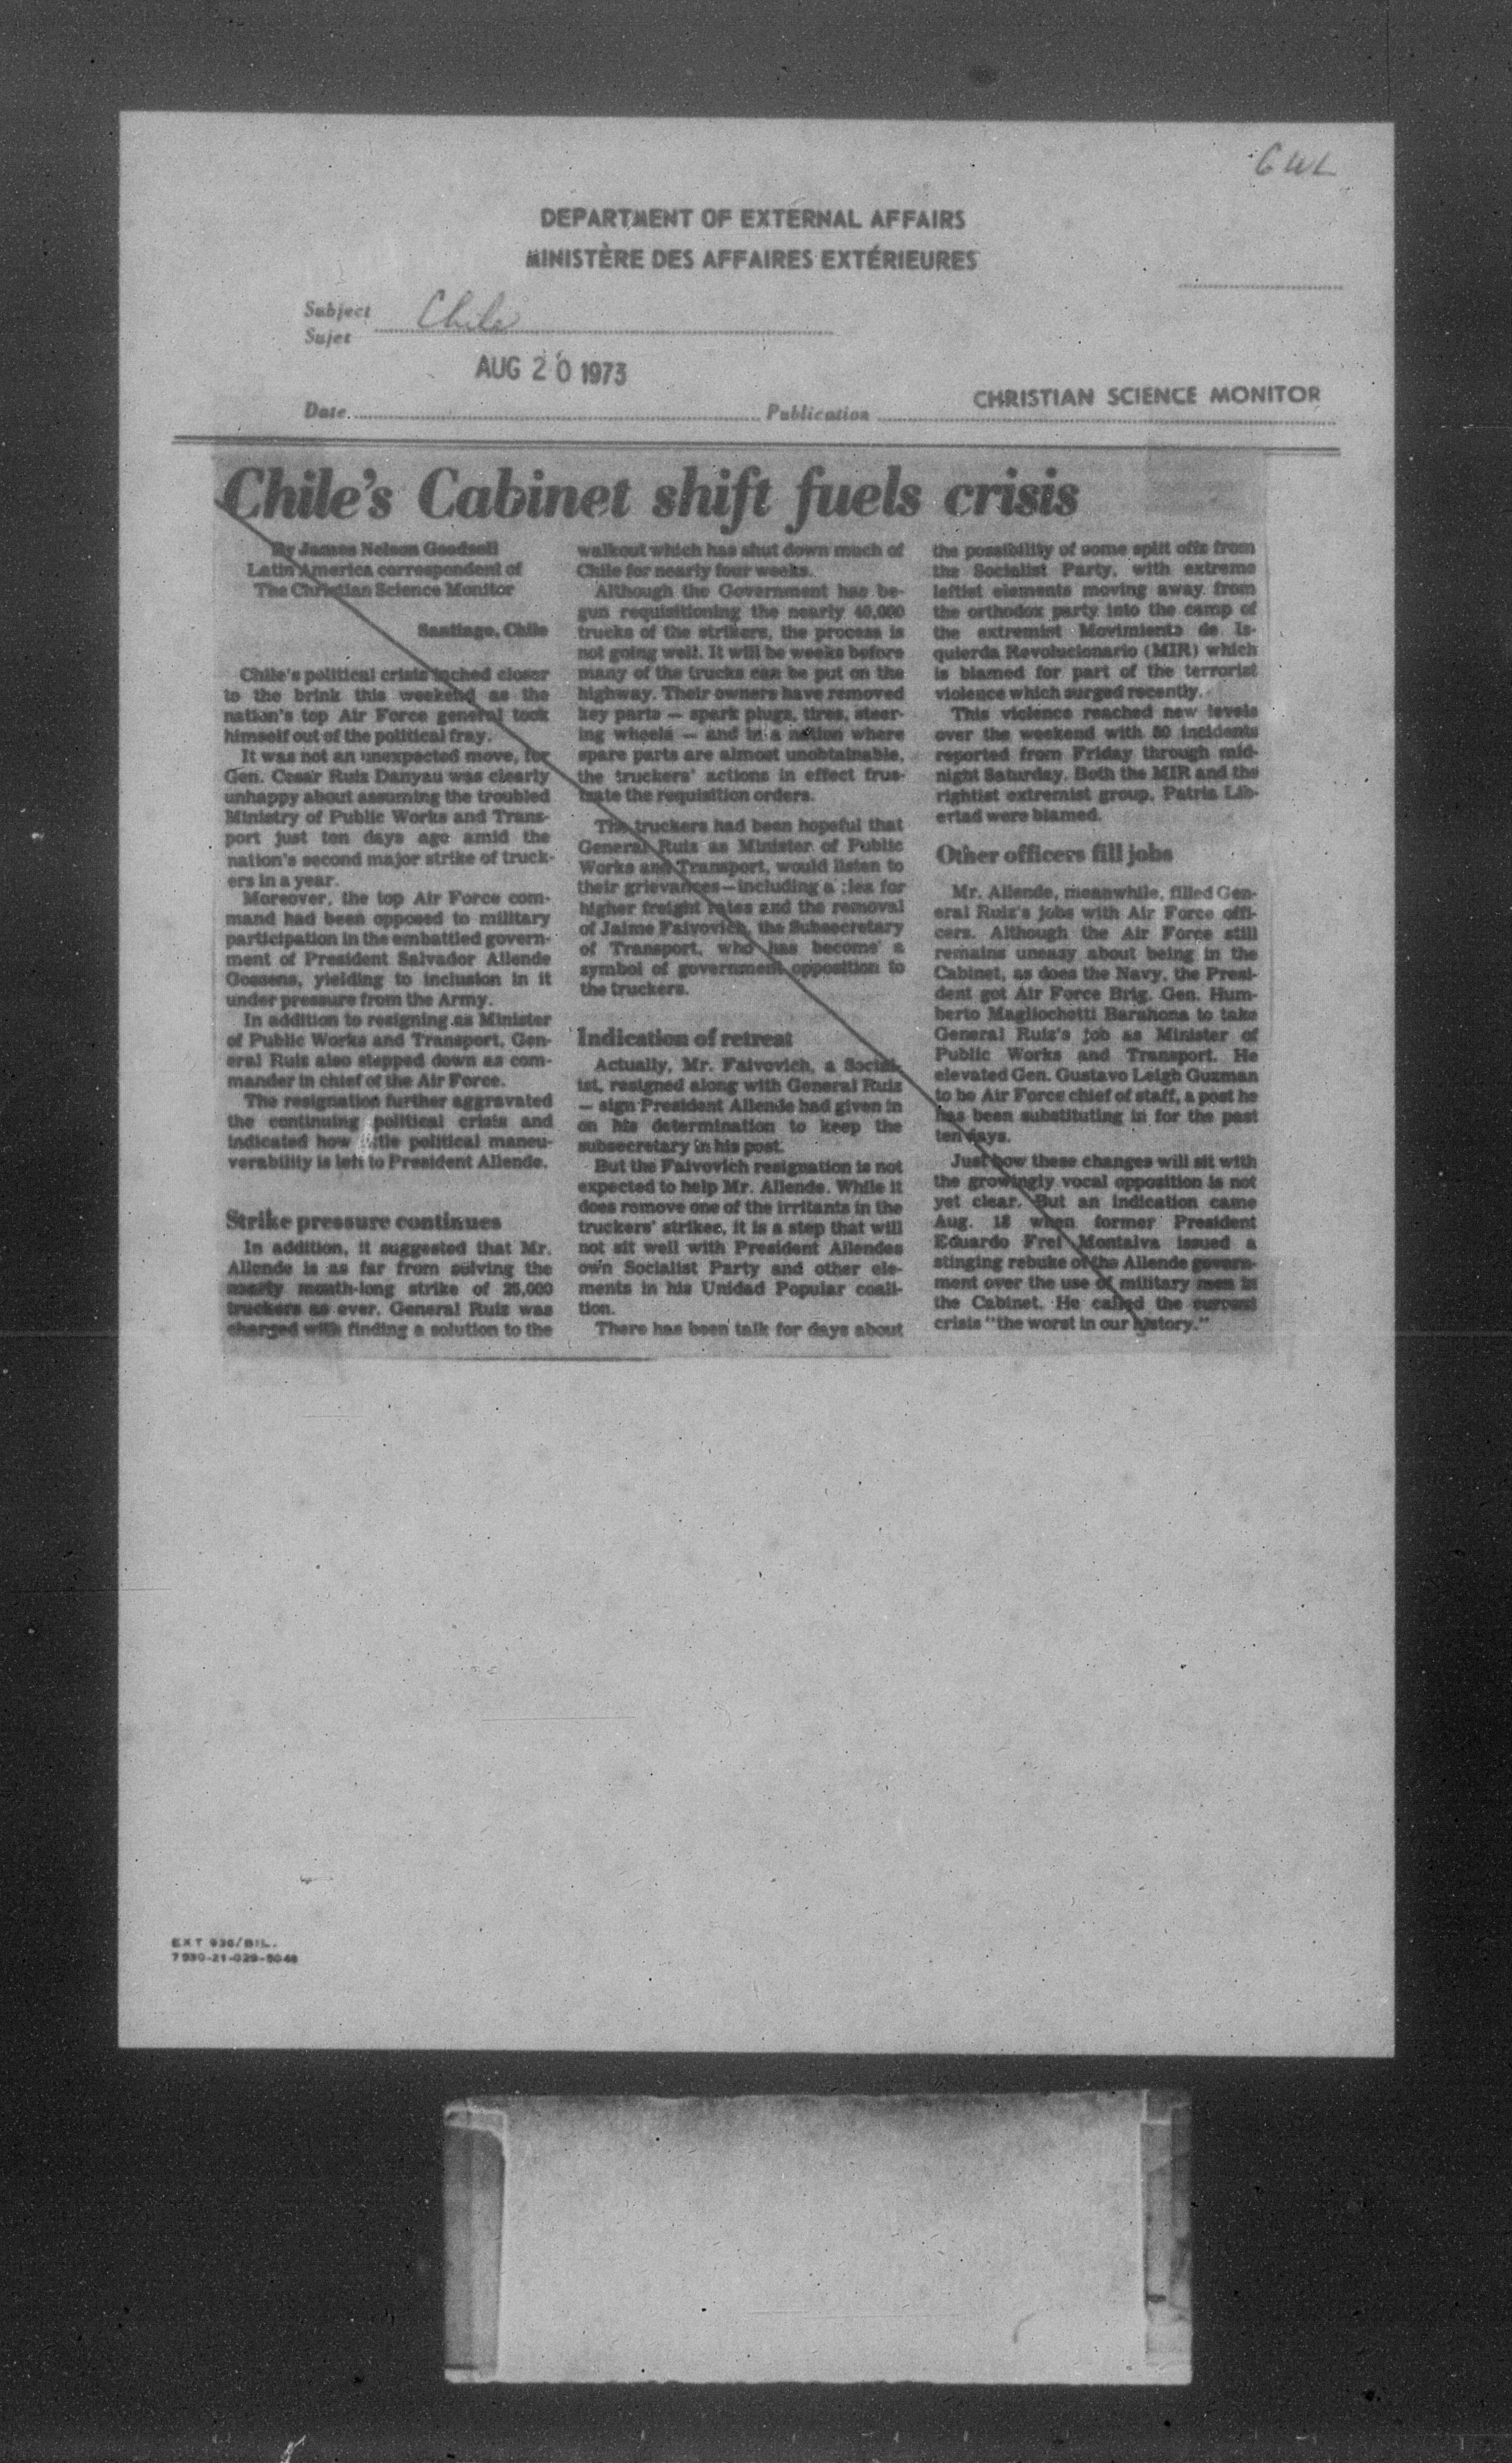 GWL
DEPARTMENT OF EXTERNAL AFFAIRS
MINISTÈRE DES AFFAIRES EXTÉRIEURES
Subject
Sujet Chile
AUG 20 1973
Date Publication CHRISTIAN SCIENCE MONITOR
Chile's Cabinet shift fuels crisis
By James Nelson Goodsell
Latin America correspondent of
The Christian Science Monitor
Santiago, Chile
Chile's political crisis inched closer
to the brink this weekend as the
nation's top Air Force general took
himself out of the political fray.
It was not an unexpected move, for
Gen. Cesar Ruiz Danyau was clearly
unhappy about assuming the troubled
Ministry of Public Works and Trans-
port just ten days ago amid the
nation's second major strike of truck-
ers in a year.
Moreover, the top Air Force com-
mand had been opposed to military
participation in the embattled govern-
ment of President Salvador Allende
Gossens, yielding to inclusion in it
under pressure from the Army.
In addition to resigning as Minister
of Public Works and Transport, Gen-
eral Ruiz also stepped down as com-
mander in chief of the Air Force.
The resignation further aggravated
the continuing political crisis and
indicated how little political maneu-
verability is left to President Allende.
Strike pressure continues
In addition, it suggested that Mr.
Allende is as far from solving the
nearly month-long strike of 25,000
truckers as ever. General Ruiz was
charged with finding a solution to the
walkout which has shut down much of
Chile for nearly four weeks.
Although the Government has be-
gun requisitioning the nearly 40,000
trucks of the strikers, the process is
not going well. It will be weeks before
many of the trucks can be put on the
highway. Their owners have removed
key parts — spark plugs, tires, steer-
ing wheels — and in a nation where
spare parts are almost unobtainable,
the truckers' actions in effect frus-
trate the requisition orders.
The truckers had been hopeful that
General Ruiz as Minister of Public
Works and Transport, would listen to
their grievances—including a plea for
higher freight rates and the removal
of Jaime Faivovich, the Subsecretary
of Transport, who has become a
symbol of government opposition to
the truckers.
Indication of retreat
Actually, Mr. Faivovich, a Social-
ist, resigned along with General Ruiz
— sign President Allende had given in
on his determination to keep the
subsecretary in his post.
But the Faivovich resignation is not
expected to help Mr. Allende. While it
does remove one of the irritants in the
truckers' strike, it is a step that will
not sit well with President Allendes
own Socialist Party and other ele-
ments in his Unidad Popular coali-
tion.
There has been talk for days about
the possibility of some split offs from
the Socialist Party, with extreme
leftist elements moving away from
the orthodox party into the camp of
the extremist Movimiento de Is-
quierda Revolucionario (MIR) which
is blamed for part of the terrorist
violence which surged recently.
This violence reached new levels
over the weekend with 50 incidents
reported from Friday through mid-
night Saturday. Both the MIR and the
rightist extremist group, Patria Lib-
ertad were blamed.
Other officers fill jobs
Mr. Allende, meanwhile, filled Gen-
eral Ruiz's jobs with Air Force offi-
cers. Although the Air Force still
remains uneasy about being in the
Cabinet, as does the Navy, the Presi-
dent got Air Force Brig. Gen. Hum-
berto Magliochetti Barahona to take
General Ruiz's job as Minister of
Public Works and Transport. He
elevated Gen. Gustavo Leigh Guzman
to be Air Force chief of staff, a post he
has been substituting in for the past
ten days.
Just how these changes will sit with
the growingly vocal opposition is not
yet clear. But an indication came
Aug. 18 when former President
Eduardo Frei Montalva issued a
stinging rebuke of the Allende govern-
ment over the use of military men in
the Cabinet. He called the current
crisis "the worst in our history."
EXT 930/BIL.
7530-21-029-5048